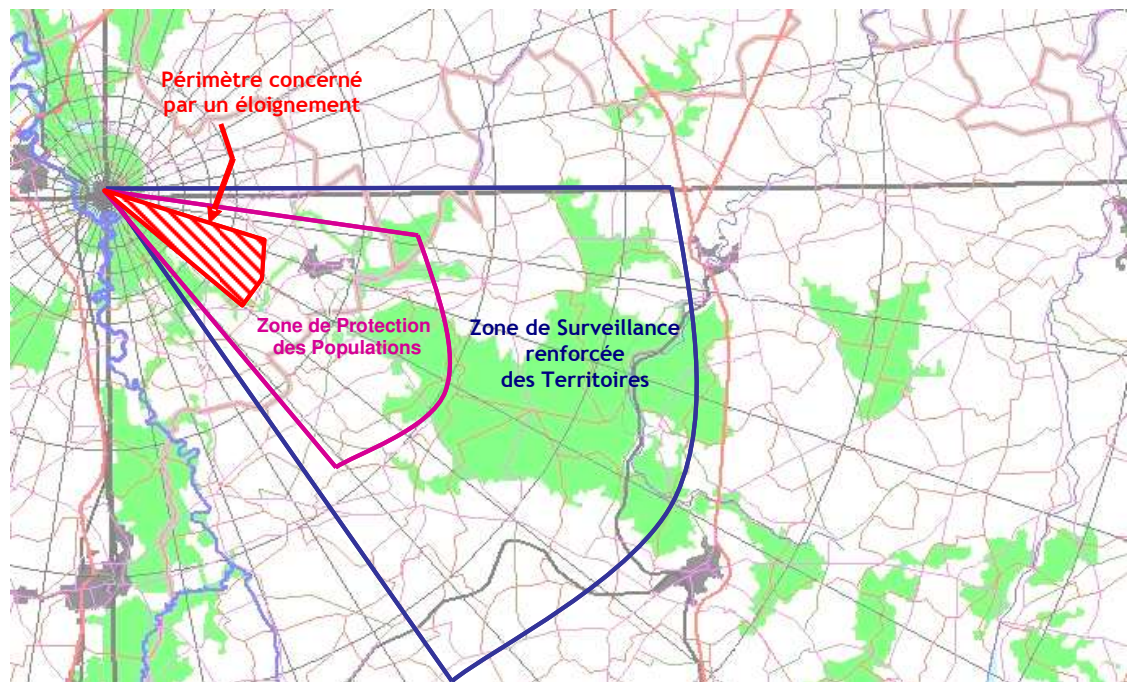 Périmètre concerné
par un éloignement
Zone de Protection
des Populations
Zone de Surveillance
renforcée
des Territoires